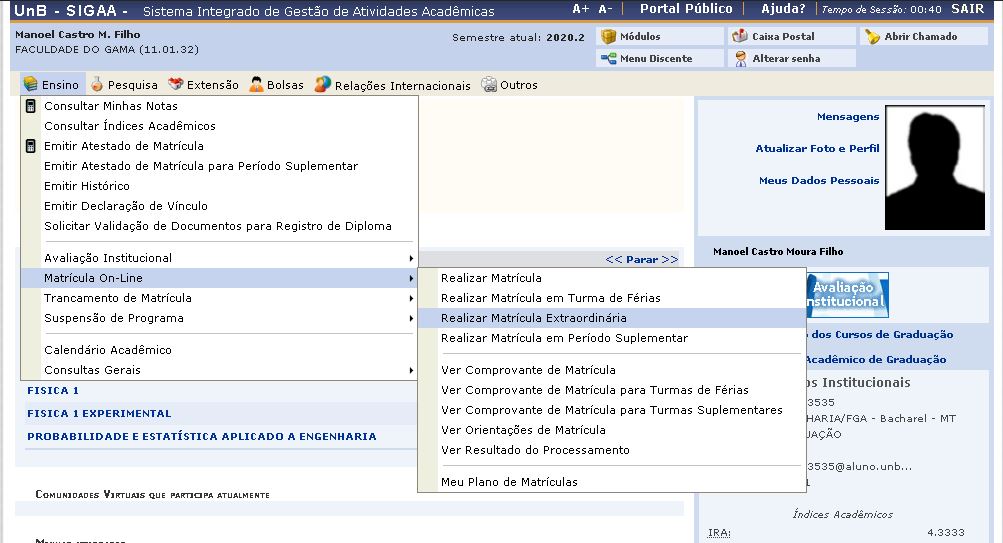 UnB - SIGAA - Sistema Integrado de Gestão de Atividades Acadêmicas
A+ A- | Portal Público | Ajuda? | Tempo de Sessão: 00:40 SAIR
Manoel Castro M. Filho
FACULDADE DO GAMA (11.01.32)
Semestre atual: 2020.2
Módulos
Caixa Postal
Abrir Chamado
Menu Discente
Alterar senha
Ensino Pesquisa Extensão Bolsas Relações Internacionais Outros
Consultar Minhas Notas
Consultar Índices Acadêmicos
Emitir Atestado de Matrícula
Emitir Atestado de Matrícula para Período Suplementar
Emitir Histórico
Emitir Declaração de Vínculo
Solicitar Validação de Documentos para Registro de Diploma
Avaliação Institucional
Matrícula On-Line
Trancamento de Matrícula
Suspensão de Programa
Calendário Acadêmico
Consultas Gerais
<< Parar >>
Realizar Matrícula
Realizar Matrícula em Turma de Férias
Realizar Matrícula Extraordinária
Realizar Matrícula em Período Suplementar
Ver Comprovante de Matrícula
Ver Comprovante de Matrícula para Turmas de Férias
Ver Comprovante de Matrícula para Turmas Suplementares
Ver Orientações de Matrícula
Ver Resultado do Processamento
Meu Plano de Matrículas
FISICA 1
FISICA 1 EXPERIMENTAL
PROBABILIDADE E ESTATÍSTICA APLICADO A ENGENHARIA
Comunidades Virtuais que participa atualmente
Mensagens
Atualizar Foto e Perfil
Meus Dados Pessoais
Manoel Castro Moura Filho
Avaliação
nstitucional
dos Cursos de Graduação
Acadêmico de Graduação
os Institucionais
3535
HARIA/FGA - Bacharel - MT
UAÇÃO
3535@aluno.unb...
Índices Acadêmicos
IRA: 4.3333